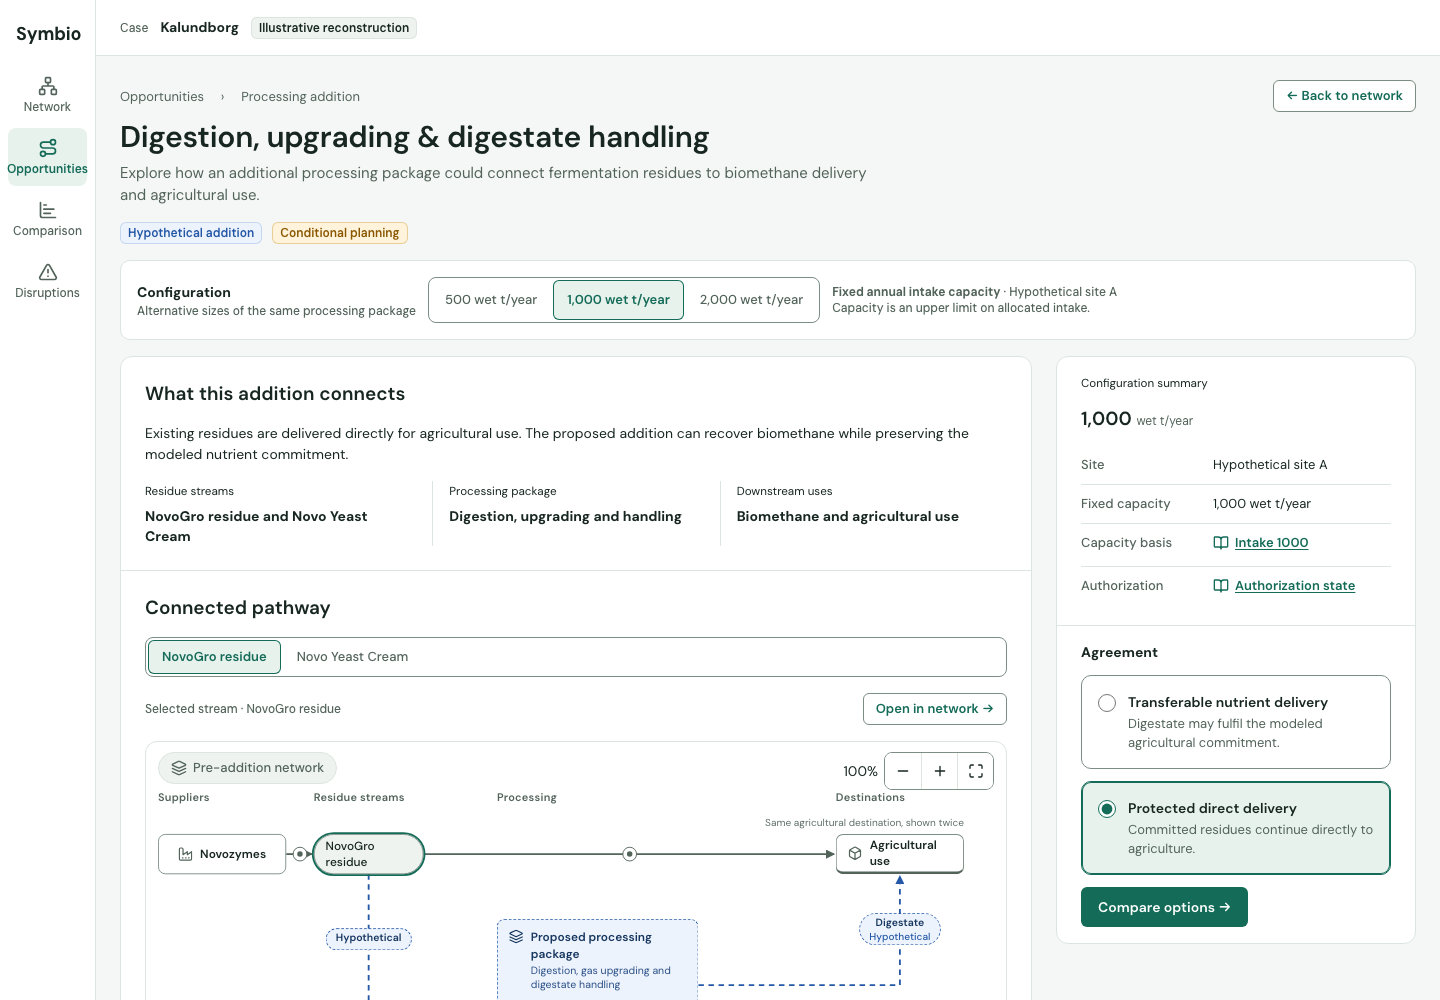 Symbio
Network
Opportunities
Comparison
Disruptions
Case Kalundborg Illustrative reconstruction
Opportunities › Processing addition
← Back to network
Digestion, upgrading & digestate handling
Explore how an additional processing package could connect fermentation residues to biomethane delivery
and agricultural use.
Hypothetical addition Conditional planning
Configuration
Alternative sizes of the same processing package
500 wet t/year 1,000 wet t/year 2,000 wet t/year
Fixed annual intake capacity · Hypothetical site A
Capacity is an upper limit on allocated intake.
What this addition connects
Existing residues are delivered directly for agricultural use. The proposed addition can recover biomethane while preserving the
modeled nutrient commitment.
Residue streams
NovoGro residue and Novo Yeast
Cream
Processing package
Digestion, upgrading and handling
Downstream uses
Biomethane and agricultural use
Connected pathway
NovoGro residue Novo Yeast Cream
Selected stream · NovoGro residue
Open in network →
Pre-addition network
100% − +
Suppliers Residue streams Processing Destinations
Same agricultural destination, shown twice
Novozymes
NovoGro
residue
Agricultural
use
Hypothetical
Proposed processing
package
Digestion, gas upgrading and
digestate handling
Digestate
Hypothetical
Configuration summary
1,000 wet t/year
Site Hypothetical site A
Fixed capacity 1,000 wet t/year
Capacity basis Intake 1000
Authorization Authorization state
Agreement
Transferable nutrient delivery
Digestate may fulfil the modeled
agricultural commitment.
Protected direct delivery
Committed residues continue directly to
agriculture.
Compare options →